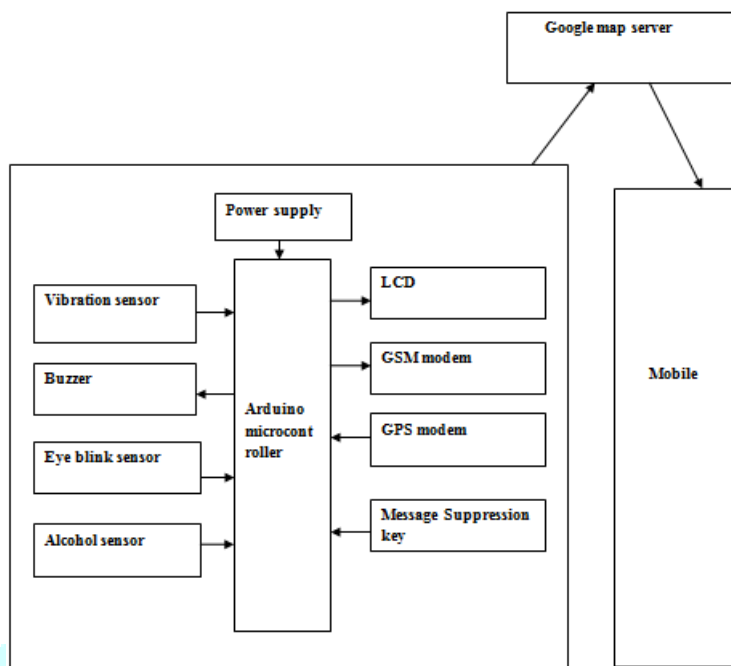 Google map server
Power supply
Vibration sensor
LCD
Buzzer
GSM modem
Mobile
Arduino
microcont
roller
GPS modem
Eye blink sensor
Message Suppression
key
Alcohol sensor